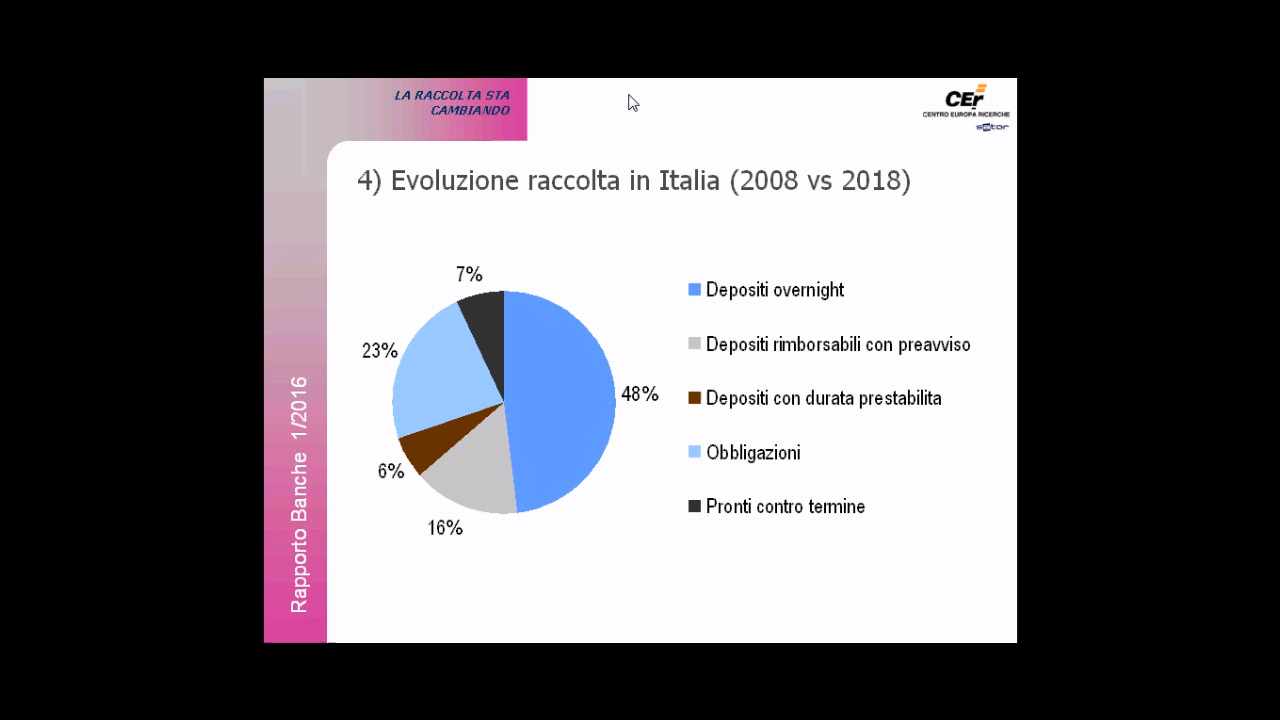 LA RACCOLTA STA
CAMBIANDO
CEr
CENTRO EUROPA RICERCHE
sator
4) Evoluzione raccolta in Italia (2008 vs 2018)
7%
23%
48%
6%
16%
Depositi overnight
Depositi rimborsabili con preavviso
Depositi con durata prestabilita
Obbligazioni
Pronti contro termine
Rapporto Banche 1/2016